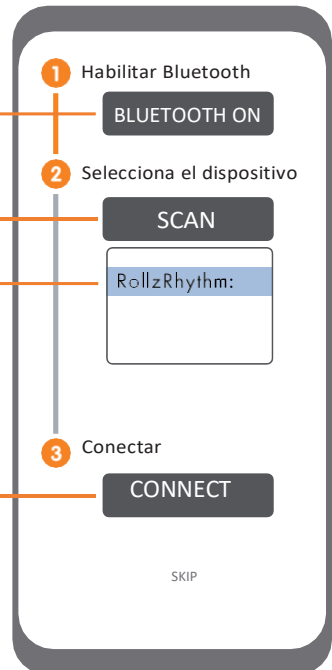 1 Habilitar Bluetooth
BLUETOOTH ON
2 Selecciona el dispositivo
SCAN
RollzRhythm:
3 Conectar
CONNECT
SKIP